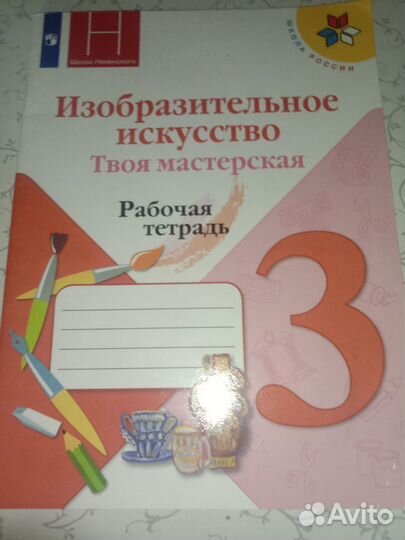 Н
Школа Неменского
ШКОЛА РОССИИ
Изобразительное
искусство
Твоя мастерская
Рабочая
тетрадь
3
Avito